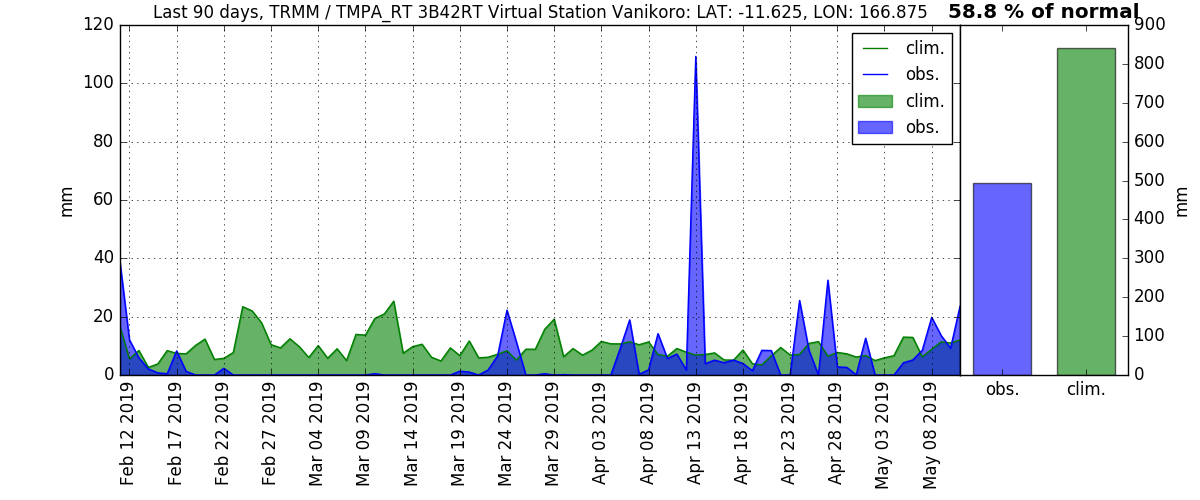 Last 90 days, TRMM / TMPA_RT 3B42RT Virtual Station Vanikoro: LAT: -11.625, LON: 166.875
58.8 % of normal
120
100
80
60
40
20
0
mm
clim.
obs.
clim.
obs.
900
800
700
600
500
400
300
200
100
0
mm
Feb 12 2019
Feb 17 2019
Feb 22 2019
Feb 27 2019
Mar 04 2019
Mar 09 2019
Mar 14 2019
Mar 19 2019
Mar 24 2019
Mar 29 2019
Apr 03 2019
Apr 08 2019
Apr 13 2019
Apr 18 2019
Apr 23 2019
Apr 28 2019
May 03 2019
May 08 2019
obs.
clim.